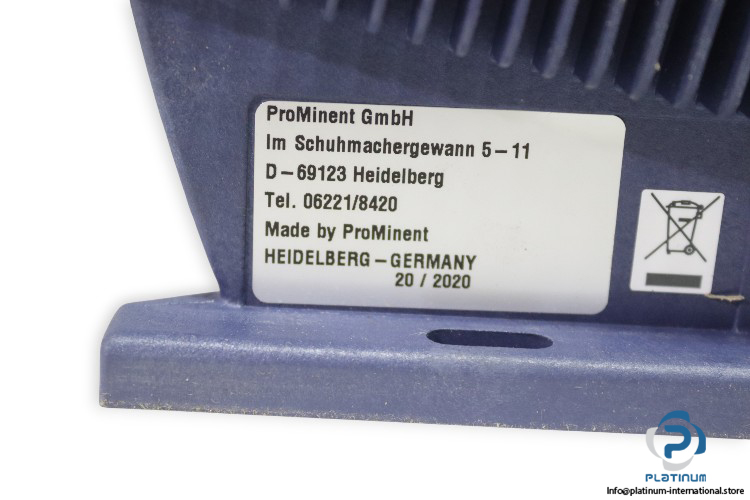 ProMinent GmbH
Im Schuhmachergewann 5–11
D–69123 Heidelberg
Tel. 06221/8420
Made by ProMinent
HEIDELBERG–GERMANY
20 / 2020
PLATINUM
Info@platinum-international.store